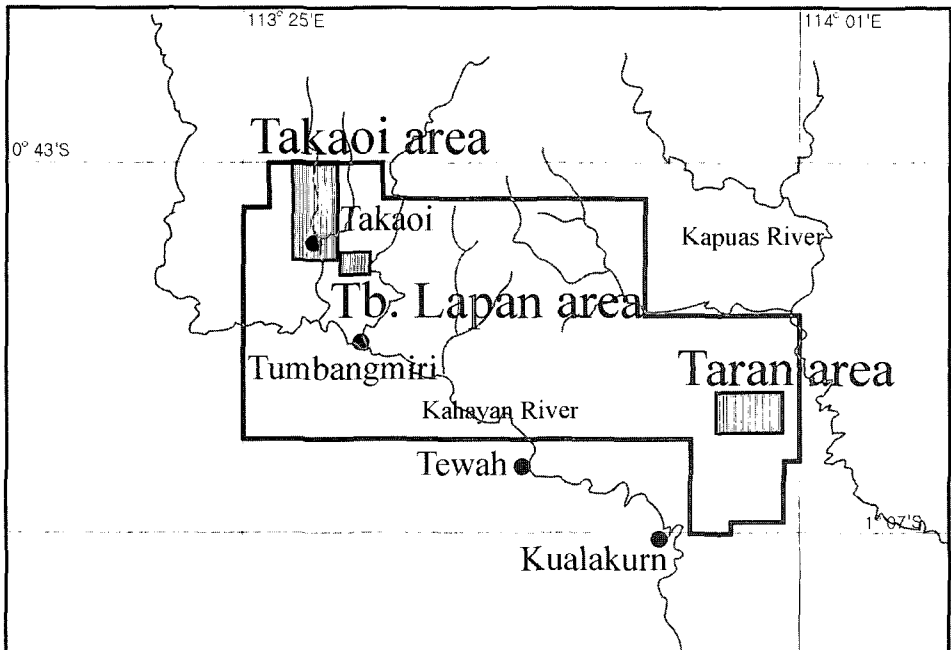 113° 25'E
114° 01'E
Takaoi area
0° 43'S
Takaoi
Kapuas River
Tb. Lapan area
Tumbangmiri
Taran area
Kahayan River
Tewah
1° 07'S
Kualakurn